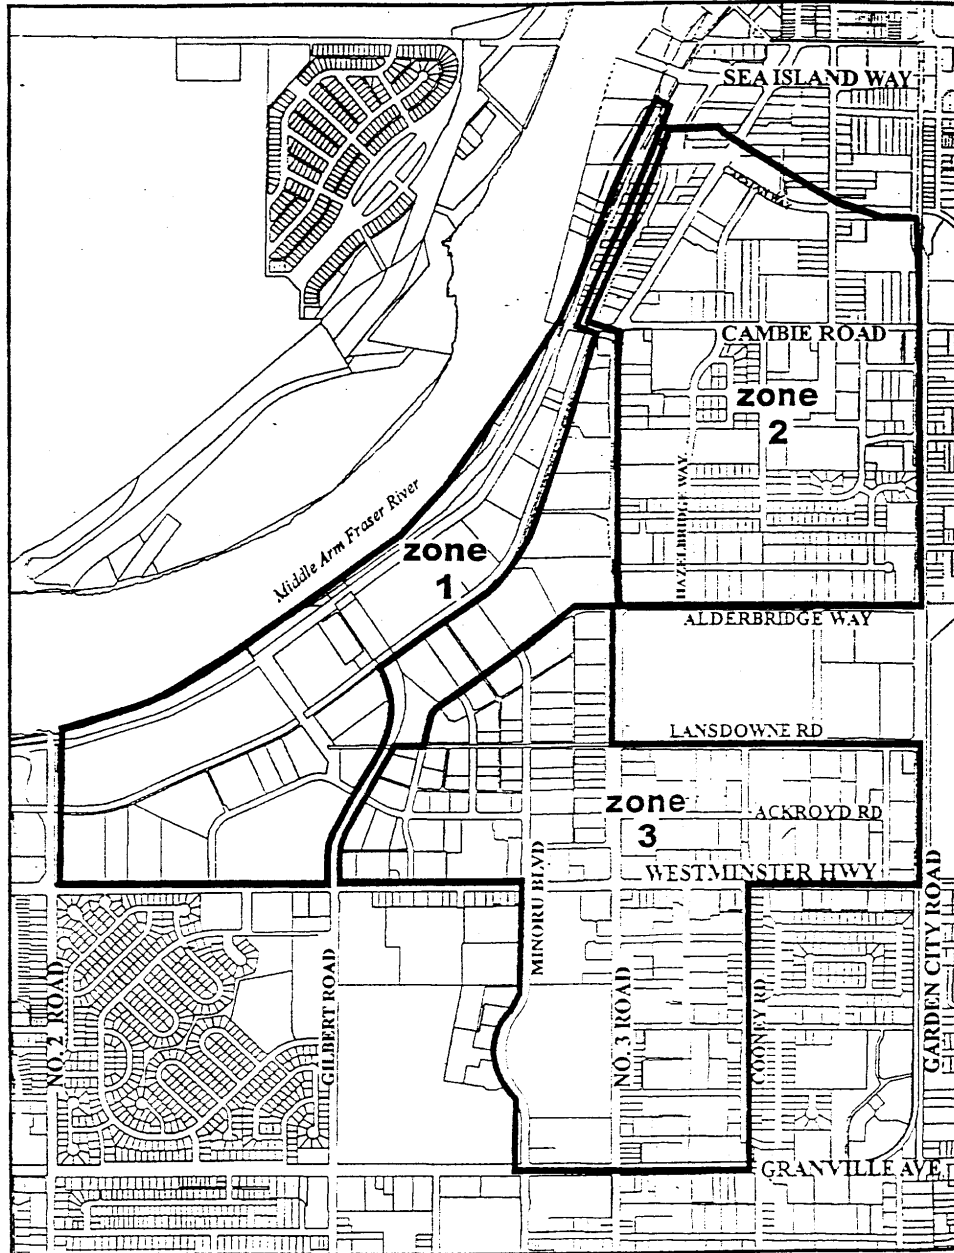 SEA ISLAND WAY
CAMBIE ROAD
zone
2
HAZELBRIDGE WAY
Middle Arm Fraser River
zone
1
ALDERBRIDGE WAY
LANSDOWNE RD
zone
3
ACKROYD RD
WESTMINSTER HWY
MINORU BLVD
GARDEN CITY ROAD
NO. 2 ROAD
GILBERT ROAD
NO. 3 ROAD
COONEY RD
GRANVILLE AVE